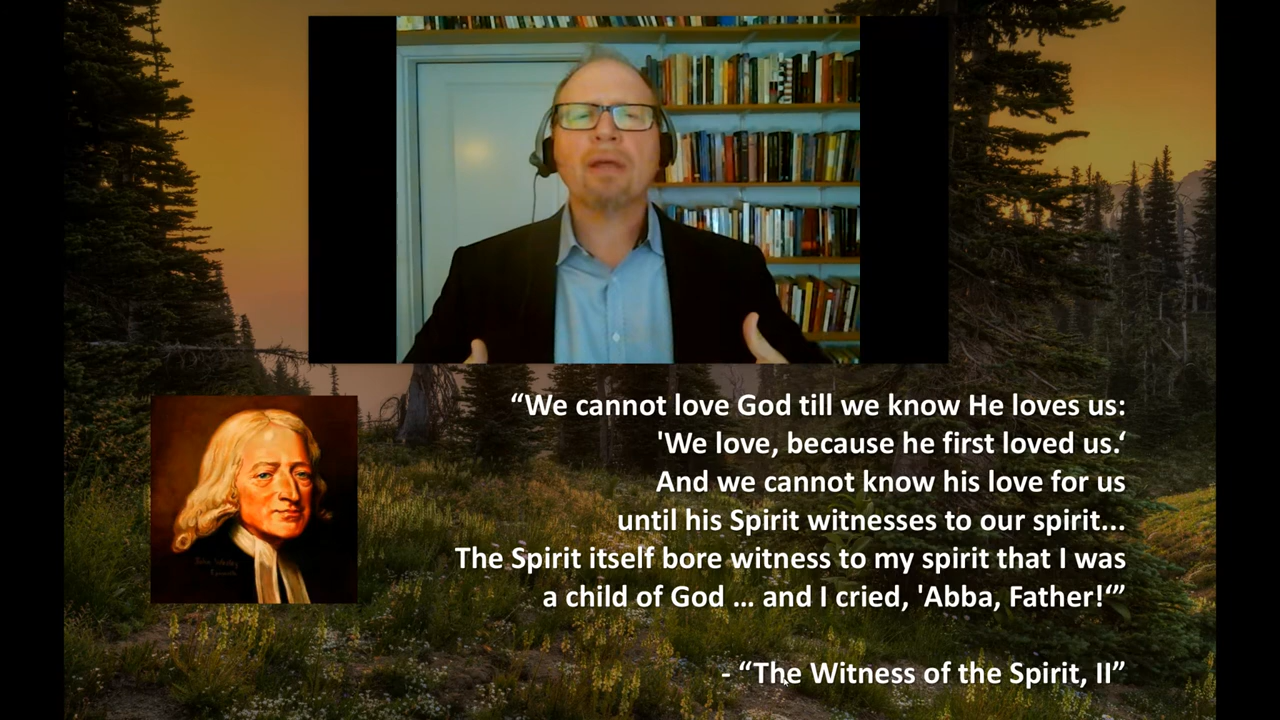 “We cannot love God till we know He loves us:
'We love, because he first loved us.‘
And we cannot know his love for us
until his Spirit witnesses to our spirit...
The Spirit itself bore witness to my spirit that I was
a child of God … and I cried, 'Abba, Father!‘”
John Wesley
- “The Witness of the Spirit, II”